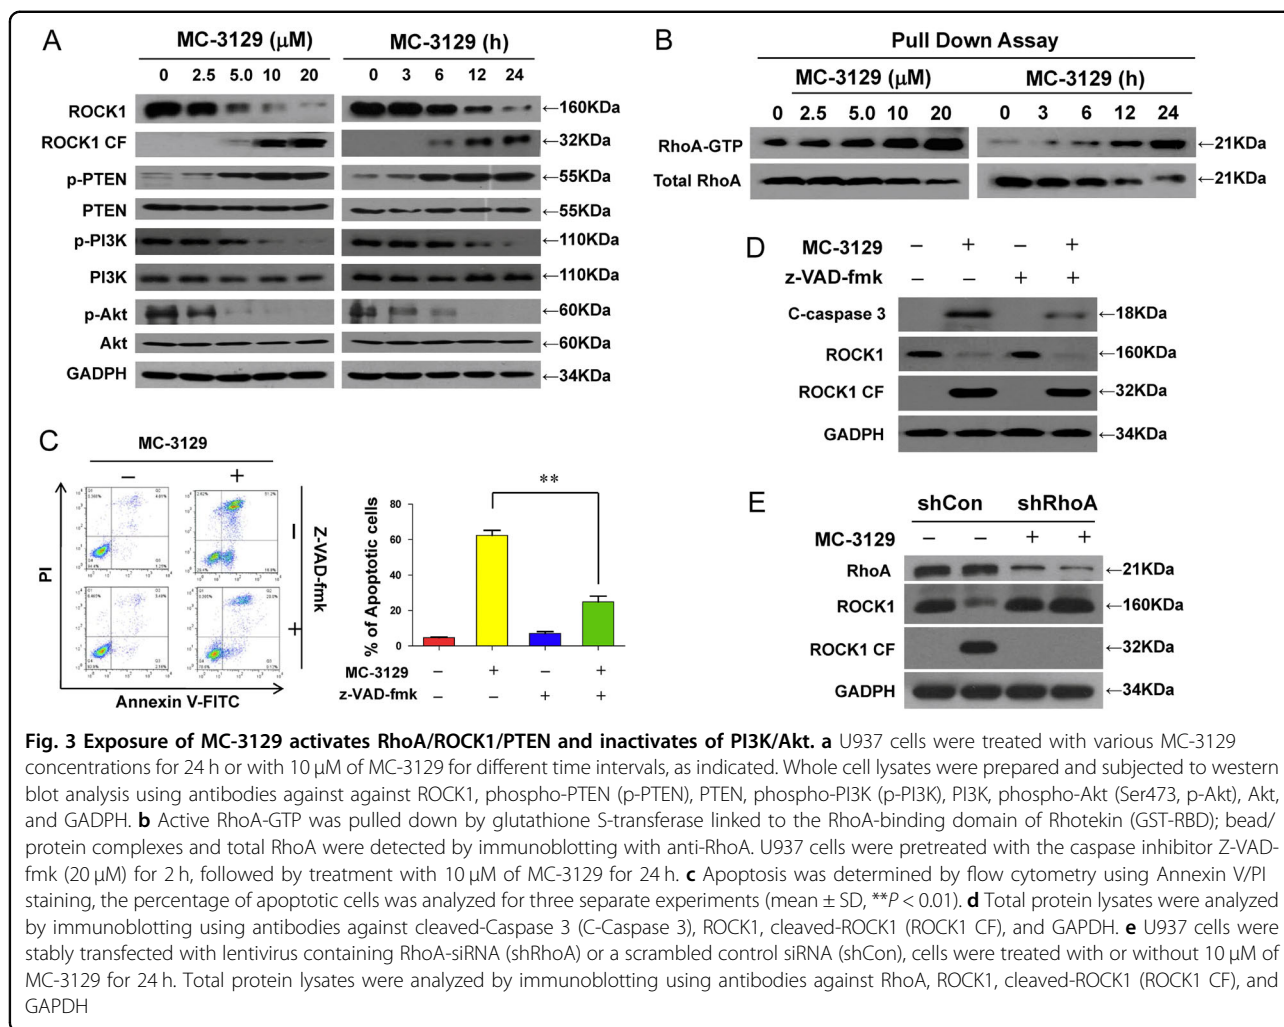 A
MC-3129 (μM)
MC-3129 (h)
0 2.5 5.0 10 20
0 3 6 12 24
ROCK1 ←160KDa
ROCK1 CF ←32KDa
p-PTEN ←55KDa
PTEN ←55KDa
p-PI3K ←110KDa
PI3K ←110KDa
p-Akt ←60KDa
Akt ←60KDa
GADPH ←34KDa
B
Pull Down Assay
MC-3129 (μM)
MC-3129 (h)
0 2.5 5.0 10 20
0 3 6 12 24
RhoA-GTP ←21KDa
Total RhoA ←21KDa
C
MC-3129
− +
PI
Z-VAD-fmk
− +
Annexin V-FITC
**
% of Apoptotic cells
80
60
40
20
0
MC-3129 − + − +
z-VAD-fmk − − + +
D
MC-3129 − + − +
z-VAD-fmk − − + +
C-caspase 3 ←18KDa
ROCK1 ←160KDa
ROCK1 CF ←32KDa
GADPH ←34KDa
E
shCon shRhoA
MC-3129 − − + +
RhoA ←21KDa
ROCK1 ←160KDa
ROCK1 CF ←32KDa
GADPH ←34KDa
Fig. 3 Exposure of MC-3129 activates RhoA/ROCK1/PTEN and inactivates of PI3K/Akt. a U937 cells were treated with various MC-3129
concentrations for 24 h or with 10 μM of MC-3129 for different time intervals, as indicated. Whole cell lysates were prepared and subjected to western
blot analysis using antibodies against against ROCK1, phospho-PTEN (p-PTEN), PTEN, phospho-PI3K (p-PI3K), PI3K, phospho-Akt (Ser473, p-Akt), Akt,
and GADPH. b Active RhoA-GTP was pulled down by glutathione S-transferase linked to the RhoA-binding domain of Rhotekin (GST-RBD); bead/
protein complexes and total RhoA were detected by immunoblotting with anti-RhoA. U937 cells were pretreated with the caspase inhibitor Z-VAD-
fmk (20 μM) for 2 h, followed by treatment with 10 μM of MC-3129 for 24 h. c Apoptosis was determined by flow cytometry using Annexin V/PI
staining, the percentage of apoptotic cells was analyzed for three separate experiments (mean ± SD, **P < 0.01). d Total protein lysates were analyzed
by immunoblotting using antibodies against cleaved-Caspase 3 (C-Caspase 3), ROCK1, cleaved-ROCK1 (ROCK1 CF), and GAPDH. e U937 cells were
stably transfected with lentivirus containing RhoA-siRNA (shRhoA) or a scrambled control siRNA (shCon), cells were treated with or without 10 μM of
MC-3129 for 24 h. Total protein lysates were analyzed by immunoblotting using antibodies against RhoA, ROCK1, cleaved-ROCK1 (ROCK1 CF), and
GAPDH